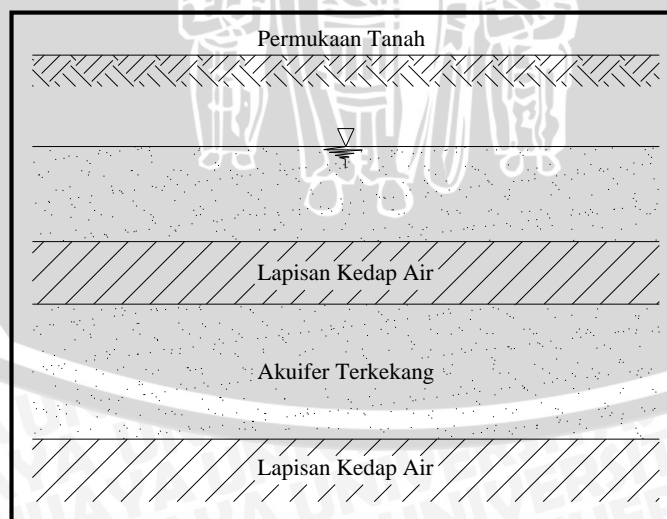 Permukaan Tanah
Lapisan Kedap Air
Akuifer Terkekang
Lapisan Kedap Air